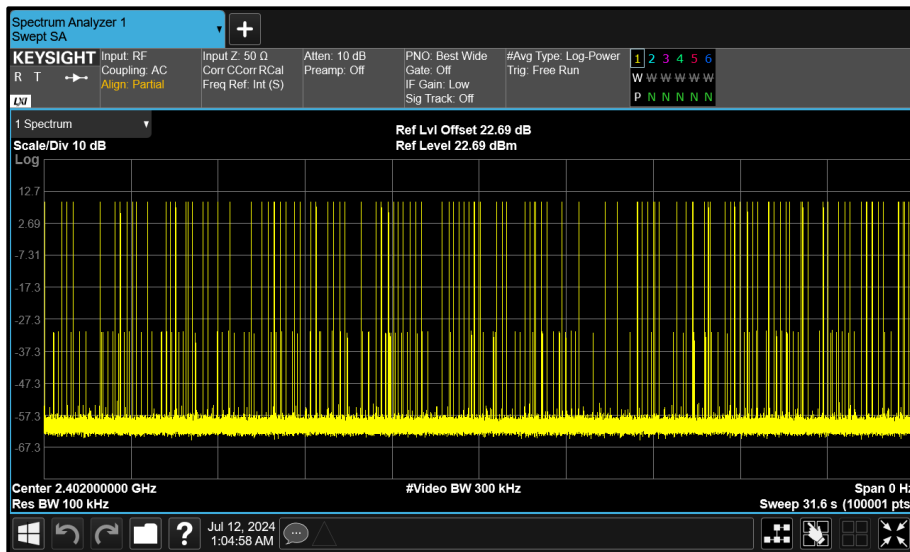 Spectrum Analyzer 1
Swept SA
+
KEYSIGHT
R T
LXI
Input: RF
Coupling: AC
Align: Partial
Input Z: 50 Ω
Corr CCorr RCal
Freq Ref: Int (S)
Atten: 10 dB
Preamp: Off
PNO: Best Wide
Gate: Off
IF Gain: Low
Sig Track: Off
#Avg Type: Log-Power
Trig: Free Run
1 2 3 4 5 6
W W W W W W
P N N N N N
1 Spectrum
Scale/Div 10 dB
Ref Lvl Offset 22.69 dB
Ref Level 22.69 dBm
Log
12.7
2.69
-7.31
-17.3
-27.3
-37.3
-47.3
-57.3
-67.3
Center 2.402000000 GHz
#Video BW 300 kHz
Span 0 Hz
Res BW 100 kHz
Sweep 31.6 s (100001 pts
?
Jul 12, 2024
1:04:58 AM